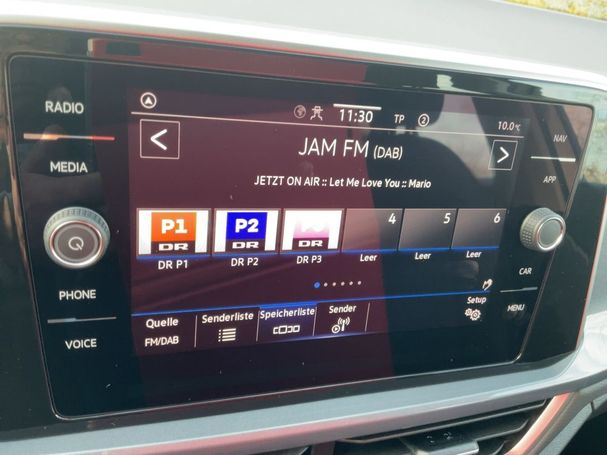 RADIO
MEDIA
PHONE
VOICE
11:30
TP 2
10.0°C
NAV
APP
CAR
MENU
JAM FM (DAB)
JETZT ON AIR :: Let Me Love You :: Mario
P1 DR
P2 DR
DR
4
5
6
DR P1
DR P2
DR P3
Leer
Leer
Leer
Quelle
FM/DAB
Senderliste
Speicherliste
Sender
Setup